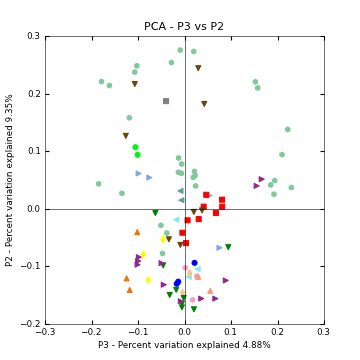 PCA - P3 vs P2
P2 - Percent variation explained 9.35%
0.3
0.2
0.1
0.0
−0.1
−0.2
−0.3 −0.2 −0.1 0.0 0.1 0.2 0.3
P3 - Percent variation explained 4.88%